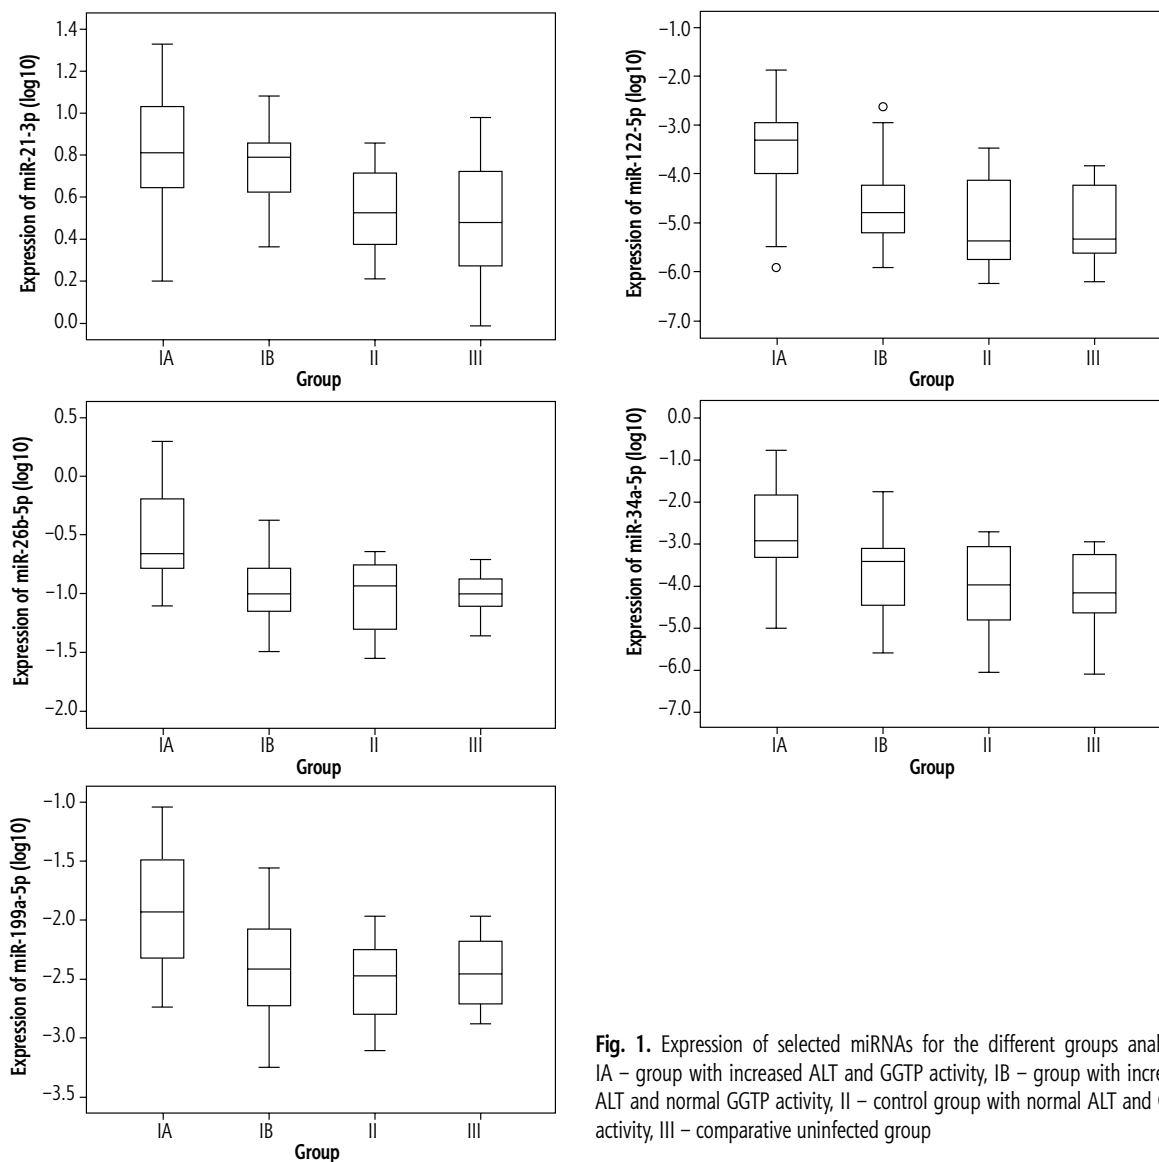 Expression of miR-21-3p (log10)
1.4
1.2
1.0
0.8
0.6
0.4
0.2
0.0
IA IB II III
Group
Expression of miR-122-5p (log10)
−1.0
−2.0
−3.0
−4.0
−5.0
−6.0
−7.0
IA IB II III
Group
Expression of miR-26b-5p (log10)
0.5
0.0
−0.5
−1.0
−1.5
−2.0
IA IB II III
Group
Expression of miR-34a-5p (log10)
0.0
−1.0
−2.0
−3.0
−4.0
−5.0
−6.0
−7.0
IA IB II III
Group
Expression of miR-199a-5p (log10)
−1.0
−1.5
−2.0
−2.5
−3.0
−3.5
IA IB II III
Group
Fig. 1. Expression of selected miRNAs for the different groups anal
IA – group with increased ALT and GGTP activity, IB – group with incre
ALT and normal GGTP activity, II – control group with normal ALT and
activity, III – comparative uninfected group